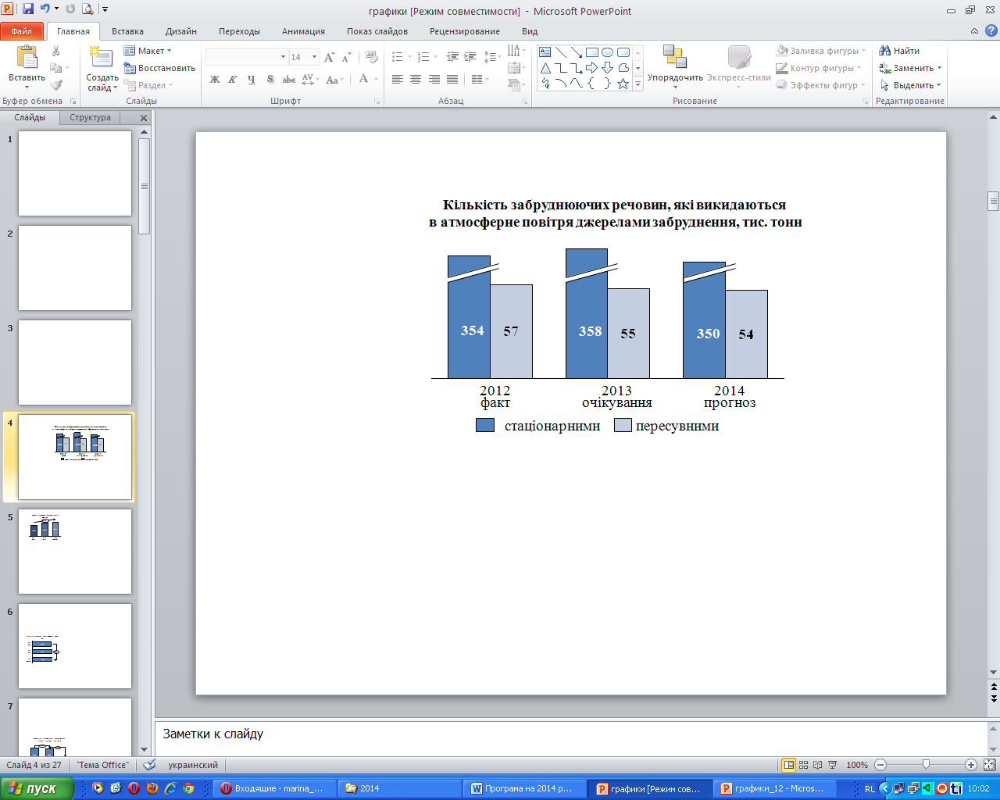 графики [Режим совместимости] - Microsoft PowerPoint
Файл
Главная
Вставка
Дизайн
Переходы
Анимация
Показ слайдов
Рецензирование
Вид
Вставить
Буфер обмена
Создать слайд
Макет
Восстановить
Раздел
Слайды
14
Ж К Ч S abc AV Aa A
Шрифт
Абзац
Рисование
Упорядочить
Экспресс-стили
Заливка фигуры
Контур фигуры
Эффекты фигур
Найти
Заменить
Выделить
Редактирование
Слайды
Структура
1
2
3
4
5
6
7
Кількість забруднюючих речовин, які викидаються
в атмосферне повітря джерелами забруднення, тис. тонн
354 57 358 55 350 54
2012 2013 2014
факт очікування прогноз
стаціонарними пересувними
Заметки к слайду
Слайд 4 из 27
"Тема Office"
украинский
100%
пуск
Входящие - marina_...
2014
Програма на 2014 р...
графики [Режим сов...
графики_12 - Micros...
RL
10:02